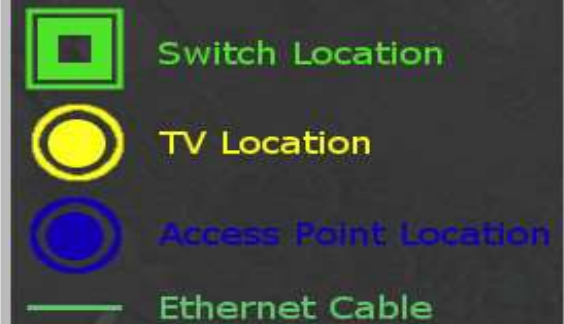 Switch Location
TV Location
Access Point Location
Ethernet Cable